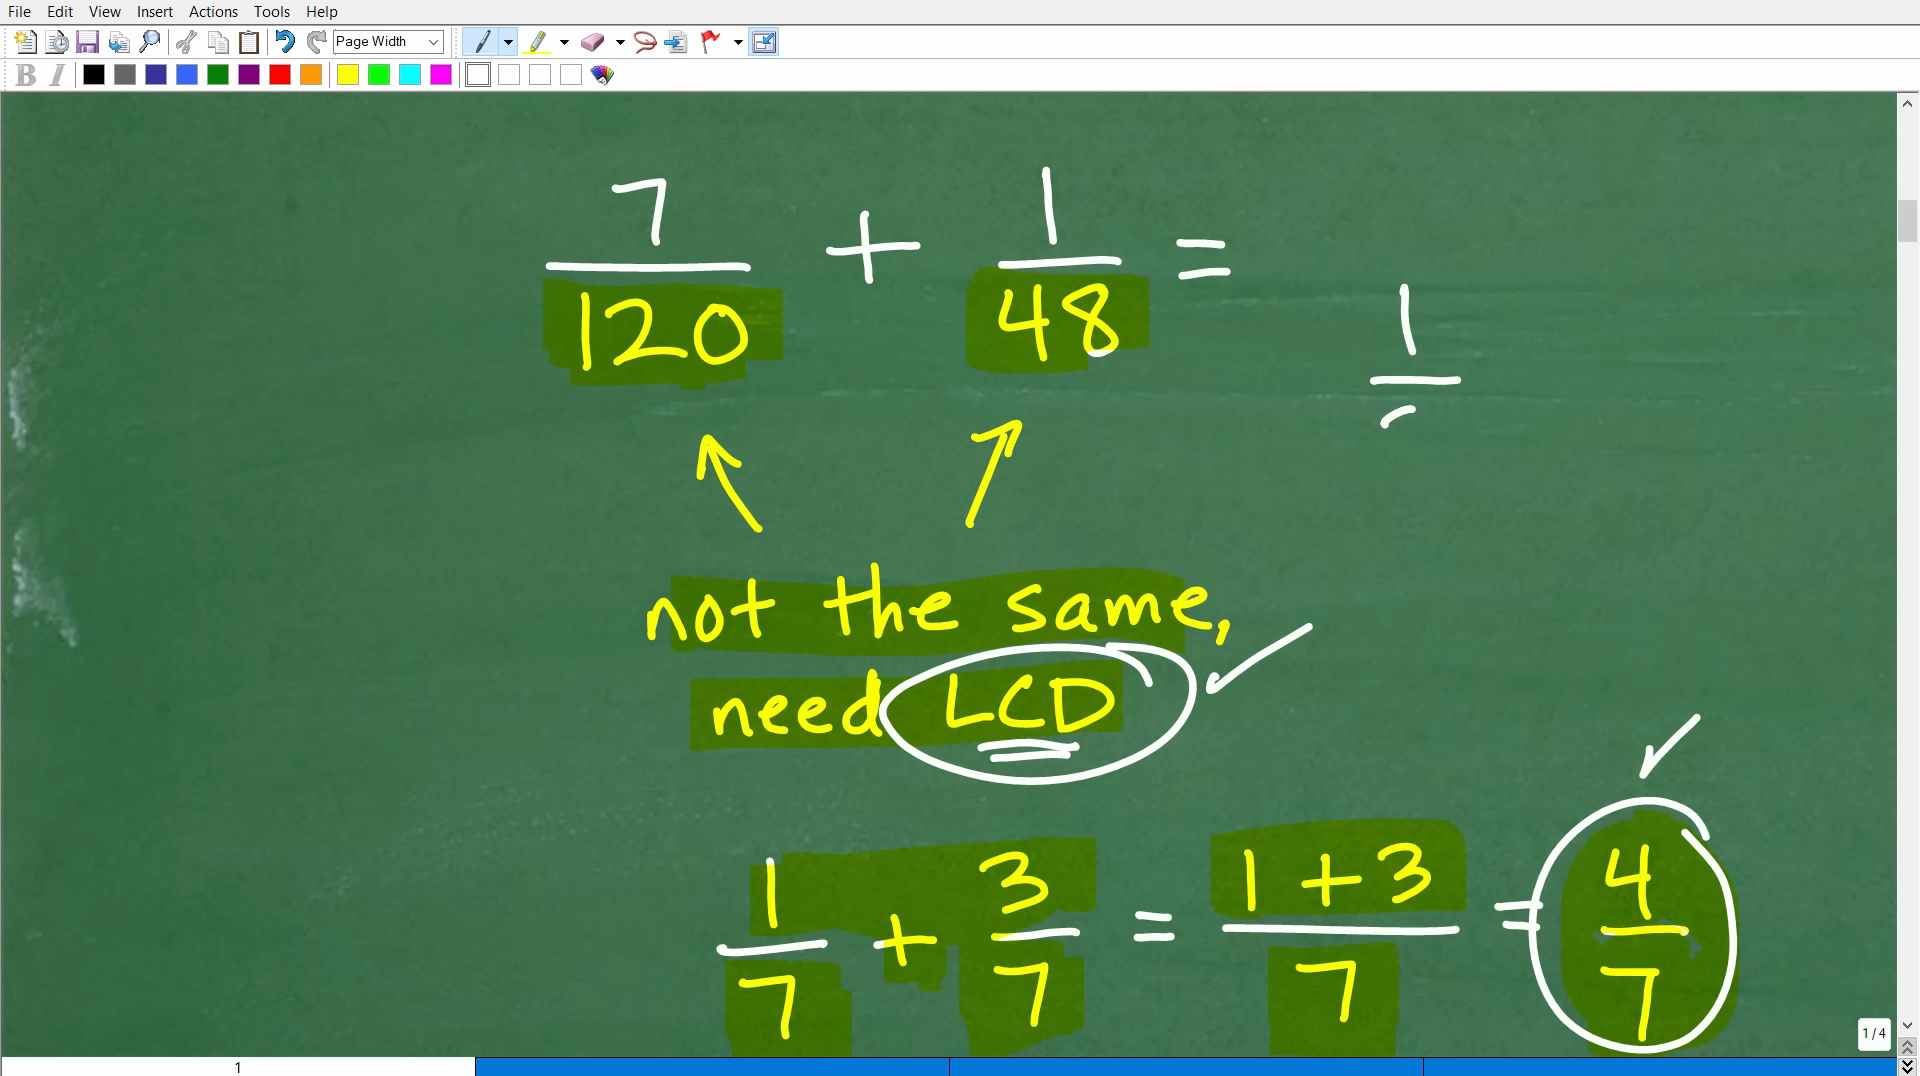 File Edit View Insert Actions Tools Help
Page Width
B I
7/120 + 1/48 =
1
not the same,
need LCD
1/7 + 3/7 = 1+3/7 = 4/7
1 / 4
1